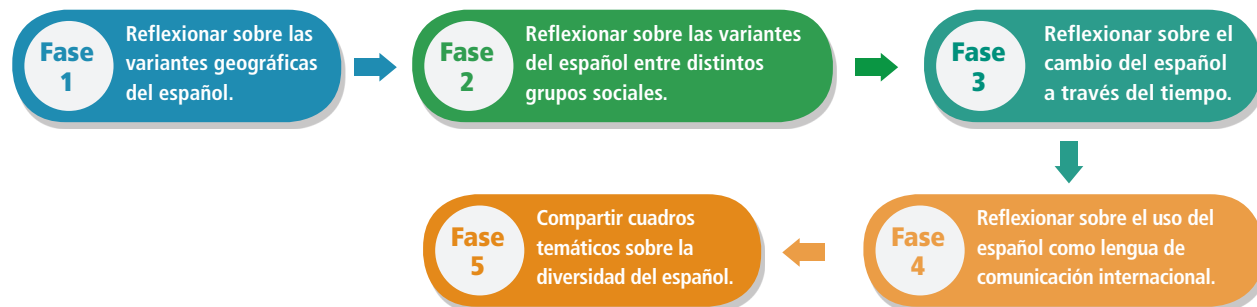 Fase
1
Reflexionar sobre las
variantes geográficas
del español.
Fase
2
Reflexionar sobre las variantes
del español entre distintos
grupos sociales.
Fase
3
Reflexionar sobre el
cambio del español
a través del tiempo.
Fase
4
Reflexionar sobre el uso del
español como lengua de
comunicación internacional.
Fase
5
Compartir cuadros
temáticos sobre la
diversidad del español.